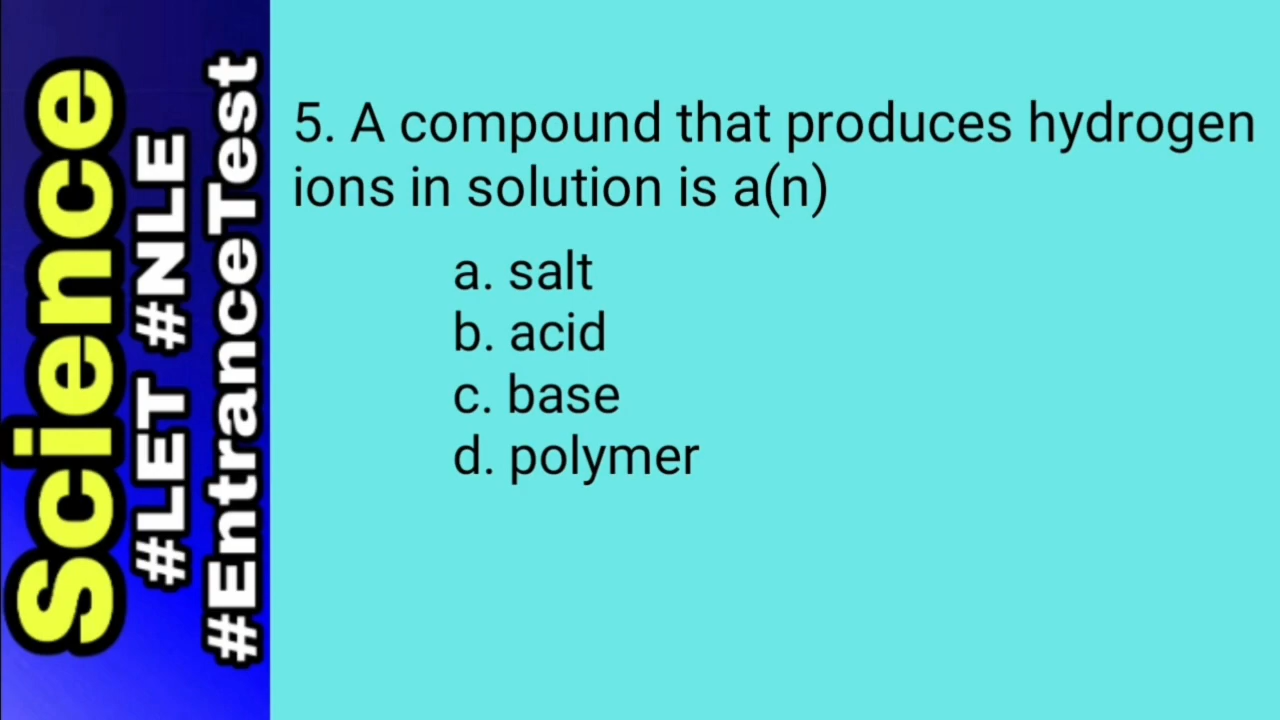 Science
#LET #NLE
#EntranceTest
5. A compound that produces hydrogen
ions in solution is a(n)
a. salt
b. acid
c. base
d. polymer